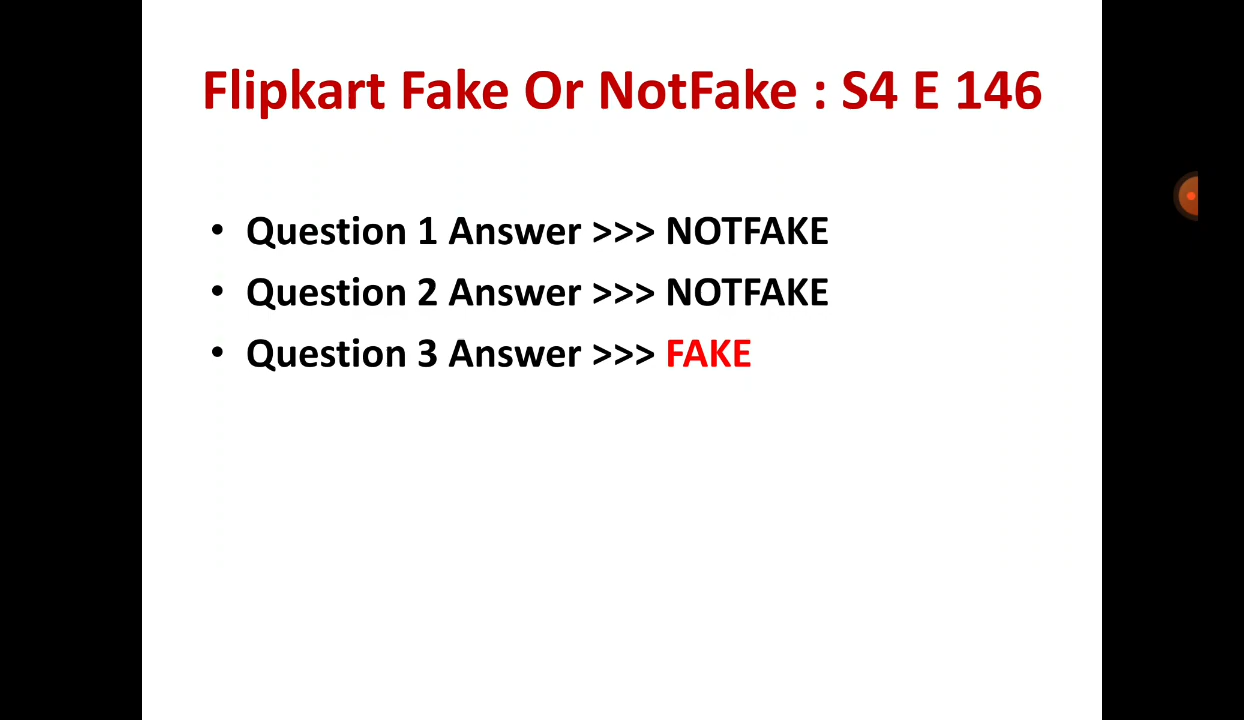 Flipkart Fake Or NotFake : S4 E 146
• Question 1 Answer >>> NOTFAKE
• Question 2 Answer >>> NOTFAKE
• Question 3 Answer >>> FAKE